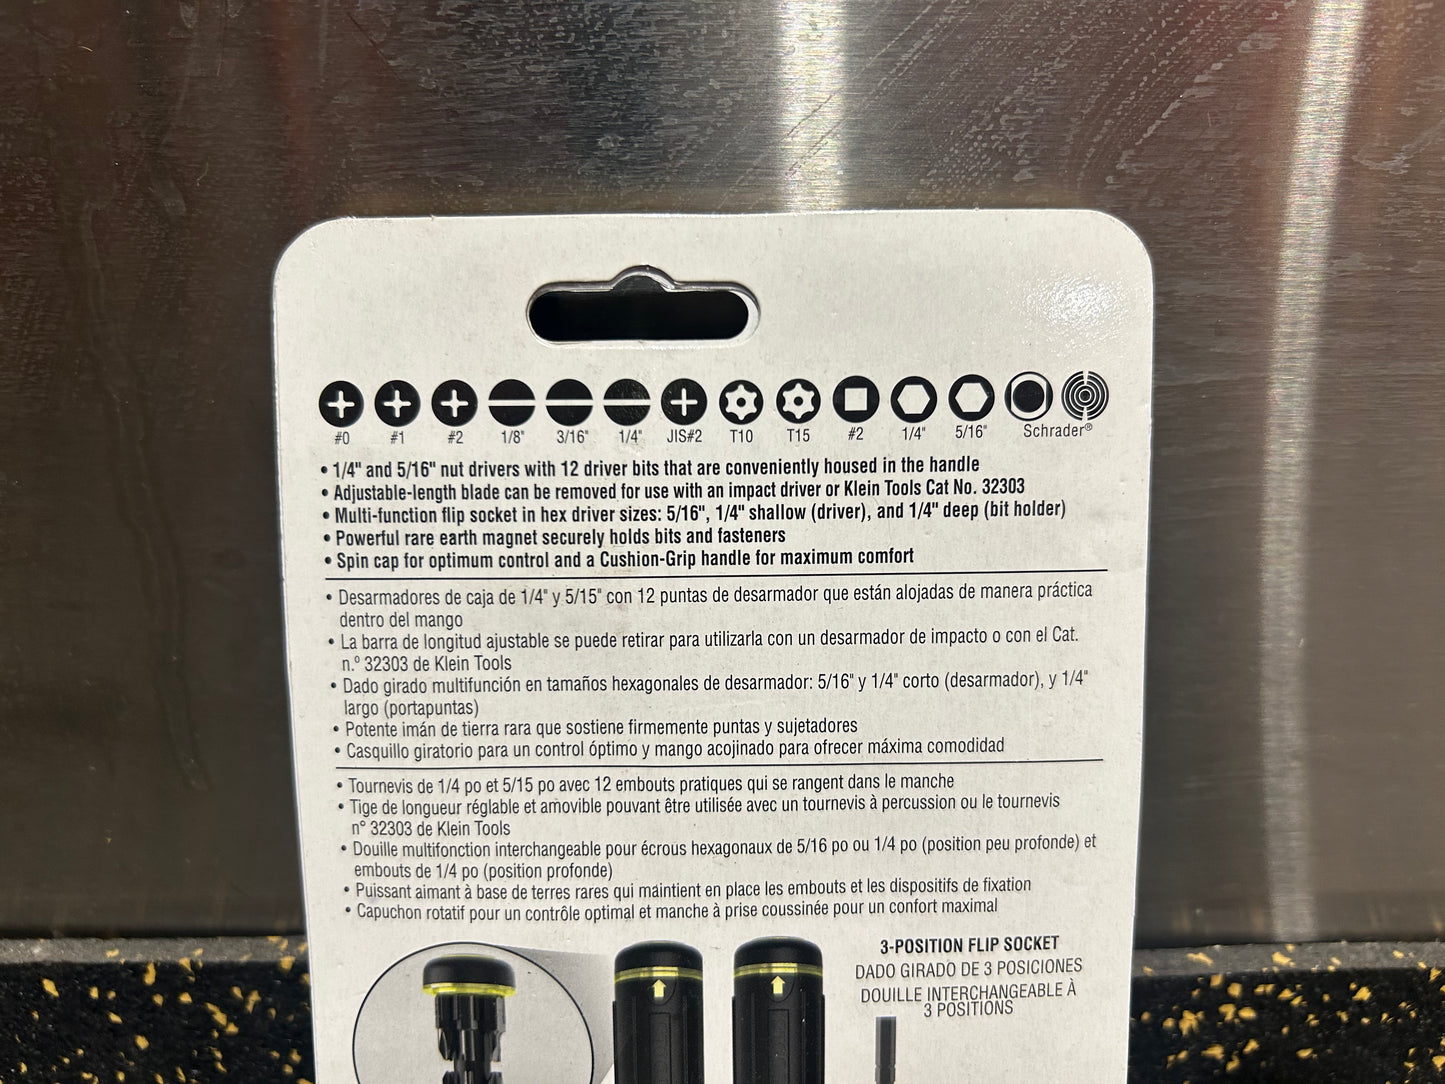 #0 #1 #2 1/8" 3/16" 1/4" JIS#2 T10 T15 #2 1/4" 5/16" Schrader®
• 1/4" and 5/16" nut drivers with 12 driver bits that are conveniently housed in the handle
• Adjustable-length blade can be removed for use with an impact driver or Klein Tools Cat No. 32303
• Multi-function flip socket in hex driver sizes: 5/16", 1/4" shallow (driver), and 1/4" deep (bit holder)
• Powerful rare earth magnet securely holds bits and fasteners
• Spin cap for optimum control and a Cushion-Grip handle for maximum comfort
• Desarmadores de caja de 1/4" y 5/15" con 12 puntas de desarmador que están alojadas de manera práctica
dentro del mango
• La barra de longitud ajustable se puede retirar para utilizarla con un desarmador de impacto o con el Cat.
n.º 32303 de Klein Tools
• Dado girado multifunción en tamaños hexagonales de desarmador: 5/16" y 1/4" corto (desarmador), y 1/4"
largo (portapuntas)
• Potente imán de tierra rara que sostiene firmemente puntas y sujetadores
• Casquillo giratorio para un control óptimo y mango acojinado para ofrecer máxima comodidad
• Tournevis de 1/4 po et 5/15 po avec 12 embouts pratiques qui se rangent dans le manche
• Tige de longueur réglable et amovible pouvant être utilisée avec un tournevis à percussion ou le tournevis
n° 32303 de Klein Tools
• Douille multifonction interchangeable pour écrous hexagonaux de 5/16 po ou 1/4 po (position peu profonde) et
embouts de 1/4 po (position profonde)
• Puissant aimant à base de terres rares qui maintient en place les embouts et les dispositifs de fixation
• Capuchon rotatif pour un contrôle optimal et manche à prise coussinée pour un confort maximal
3-POSITION FLIP SOCKET
DADO GIRADO DE 3 POSICIONES
DOUILLE INTERCHANGEABLE À
3 POSITIONS